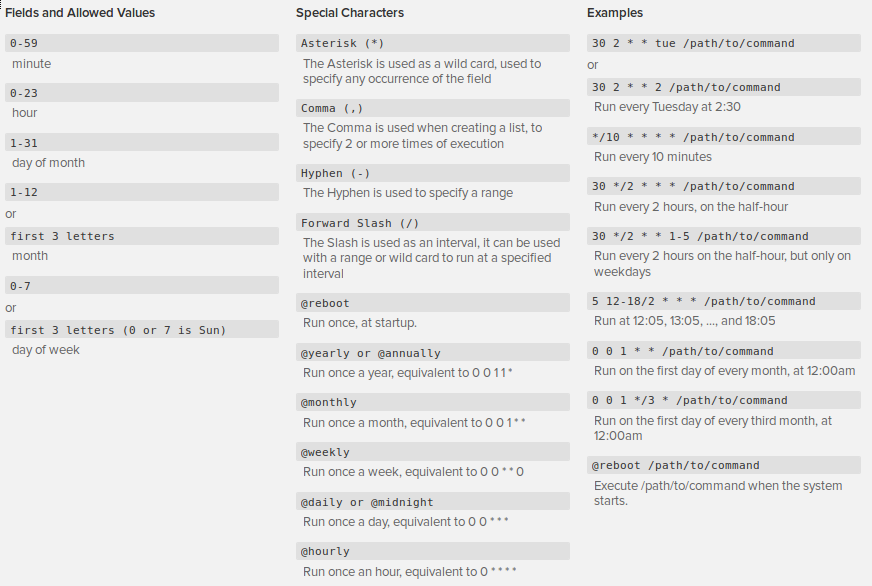 Fields and Allowed Values
0-59
minute
0-23
hour
1-31
day of month
1-12
or
first 3 letters
month
0-7
or
first 3 letters (0 or 7 is Sun)
day of week
Special Characters
Asterisk (*)
The Asterisk is used as a wild card, used to
specify any occurrence of the field
Comma (,)
The Comma is used when creating a list, to
specify 2 or more times of execution
Hyphen (-)
The Hyphen is used to specify a range
Forward Slash (/)
The Slash is used as an interval, it can be used
with a range or wild card to run at a specified
interval
@reboot
Run once, at startup.
@yearly or @annually
Run once a year, equivalent to 0 0 1 1 *
@monthly
Run once a month, equivalent to 0 0 1 * *
@weekly
Run once a week, equivalent to 0 0 * * 0
@daily or @midnight
Run once a day, equivalent to 0 0 * * *
@hourly
Run once an hour, equivalent to 0 * * * *
Examples
30 2 * * tue /path/to/command
or
30 2 * * 2 /path/to/command
Run every Tuesday at 2:30
*/10 * * * * /path/to/command
Run every 10 minutes
30 */2 * * * /path/to/command
Run every 2 hours, on the half-hour
30 */2 * * 1-5 /path/to/command
Run every 2 hours on the half-hour, but only on
weekdays
5 12-18/2 * * * /path/to/command
Run at 12:05, 13:05, ..., and 18:05
0 0 1 * * /path/to/command
Run on the first day of every month, at 12:00am
0 0 1 */3 * /path/to/command
Run on the first day of every third month, at
12:00am
@reboot /path/to/command
Execute /path/to/command when the system
starts.